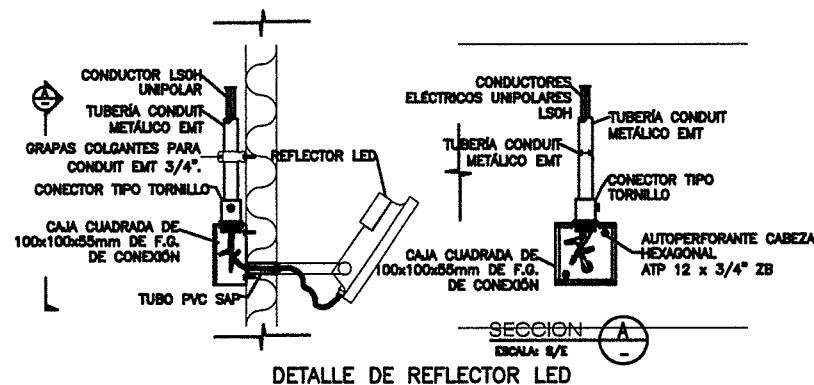 CONDUCTOR LSOH
UNIPOLAR
TUBERÍA CONDUIT
METÁLICO EMT
GRAPAS COLGANTES PARA
CONDUIT EMT 3/4".
CONECTOR TIPO TORNILLO
CAJA CUADRADA DE
100x100x55mm DE F.G.
DE CONEXIÓN
TUBO PVC SAP
REFLECTOR LED
A
CONDUCTORES
ELÉCTRICOS UNIPOLARES
LSOH
TUBERÍA CONDUIT
METÁLICO EMT
TUBERÍA CONDUIT
METÁLICO EMT
CONECTOR TIPO
TORNILLO
CAJA CUADRADA DE
100x100x55mm DE F.G.
DE CONEXIÓN
AUTOPERFORANTE CABEZA
HEXAGONAL
ATP 12 x 3/4" ZB
SECCION A
-
ESCALA: S/E
DETALLE DE REFLECTOR LED